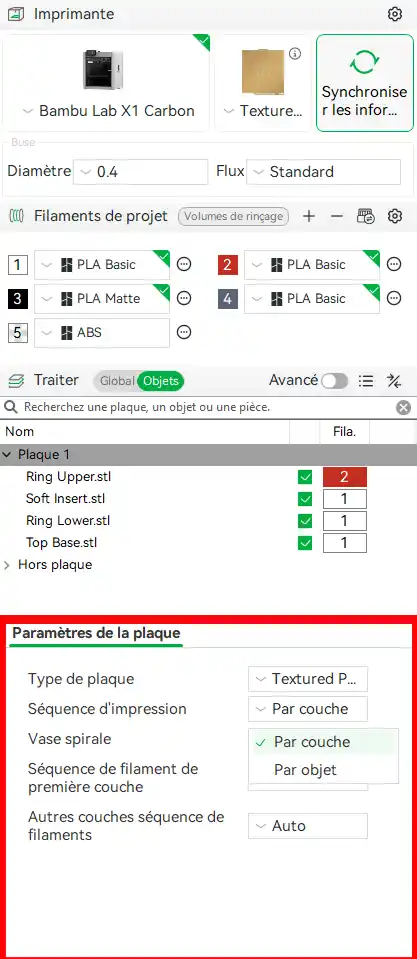 Imprimante
Bambu Lab X1 Carbon
Texture...
Synchronise
r les infor...
Buse
Diamètre
0.4
Flux
Standard
Filaments de projet
Volumes de rinçage
1
PLA Basic
2
PLA Basic
3
PLA Matte
4
PLA Basic
5
ABS
Traiter
Global
Objets
Avancé
Recherchez une plaque, un objet ou une pièce.
Nom
Fila.
Plaque 1
Ring Upper.stl
2
Soft Insert.stl
1
Ring Lower.stl
1
Top Base.stl
1
Hors plaque
Paramètres de la plaque
Type de plaque
Textured P...
Séquence d'impression
Par couche
Vase spirale
Par couche
Par objet
Séquence de filament de
première couche
Autres couches séquence de
filaments
Auto